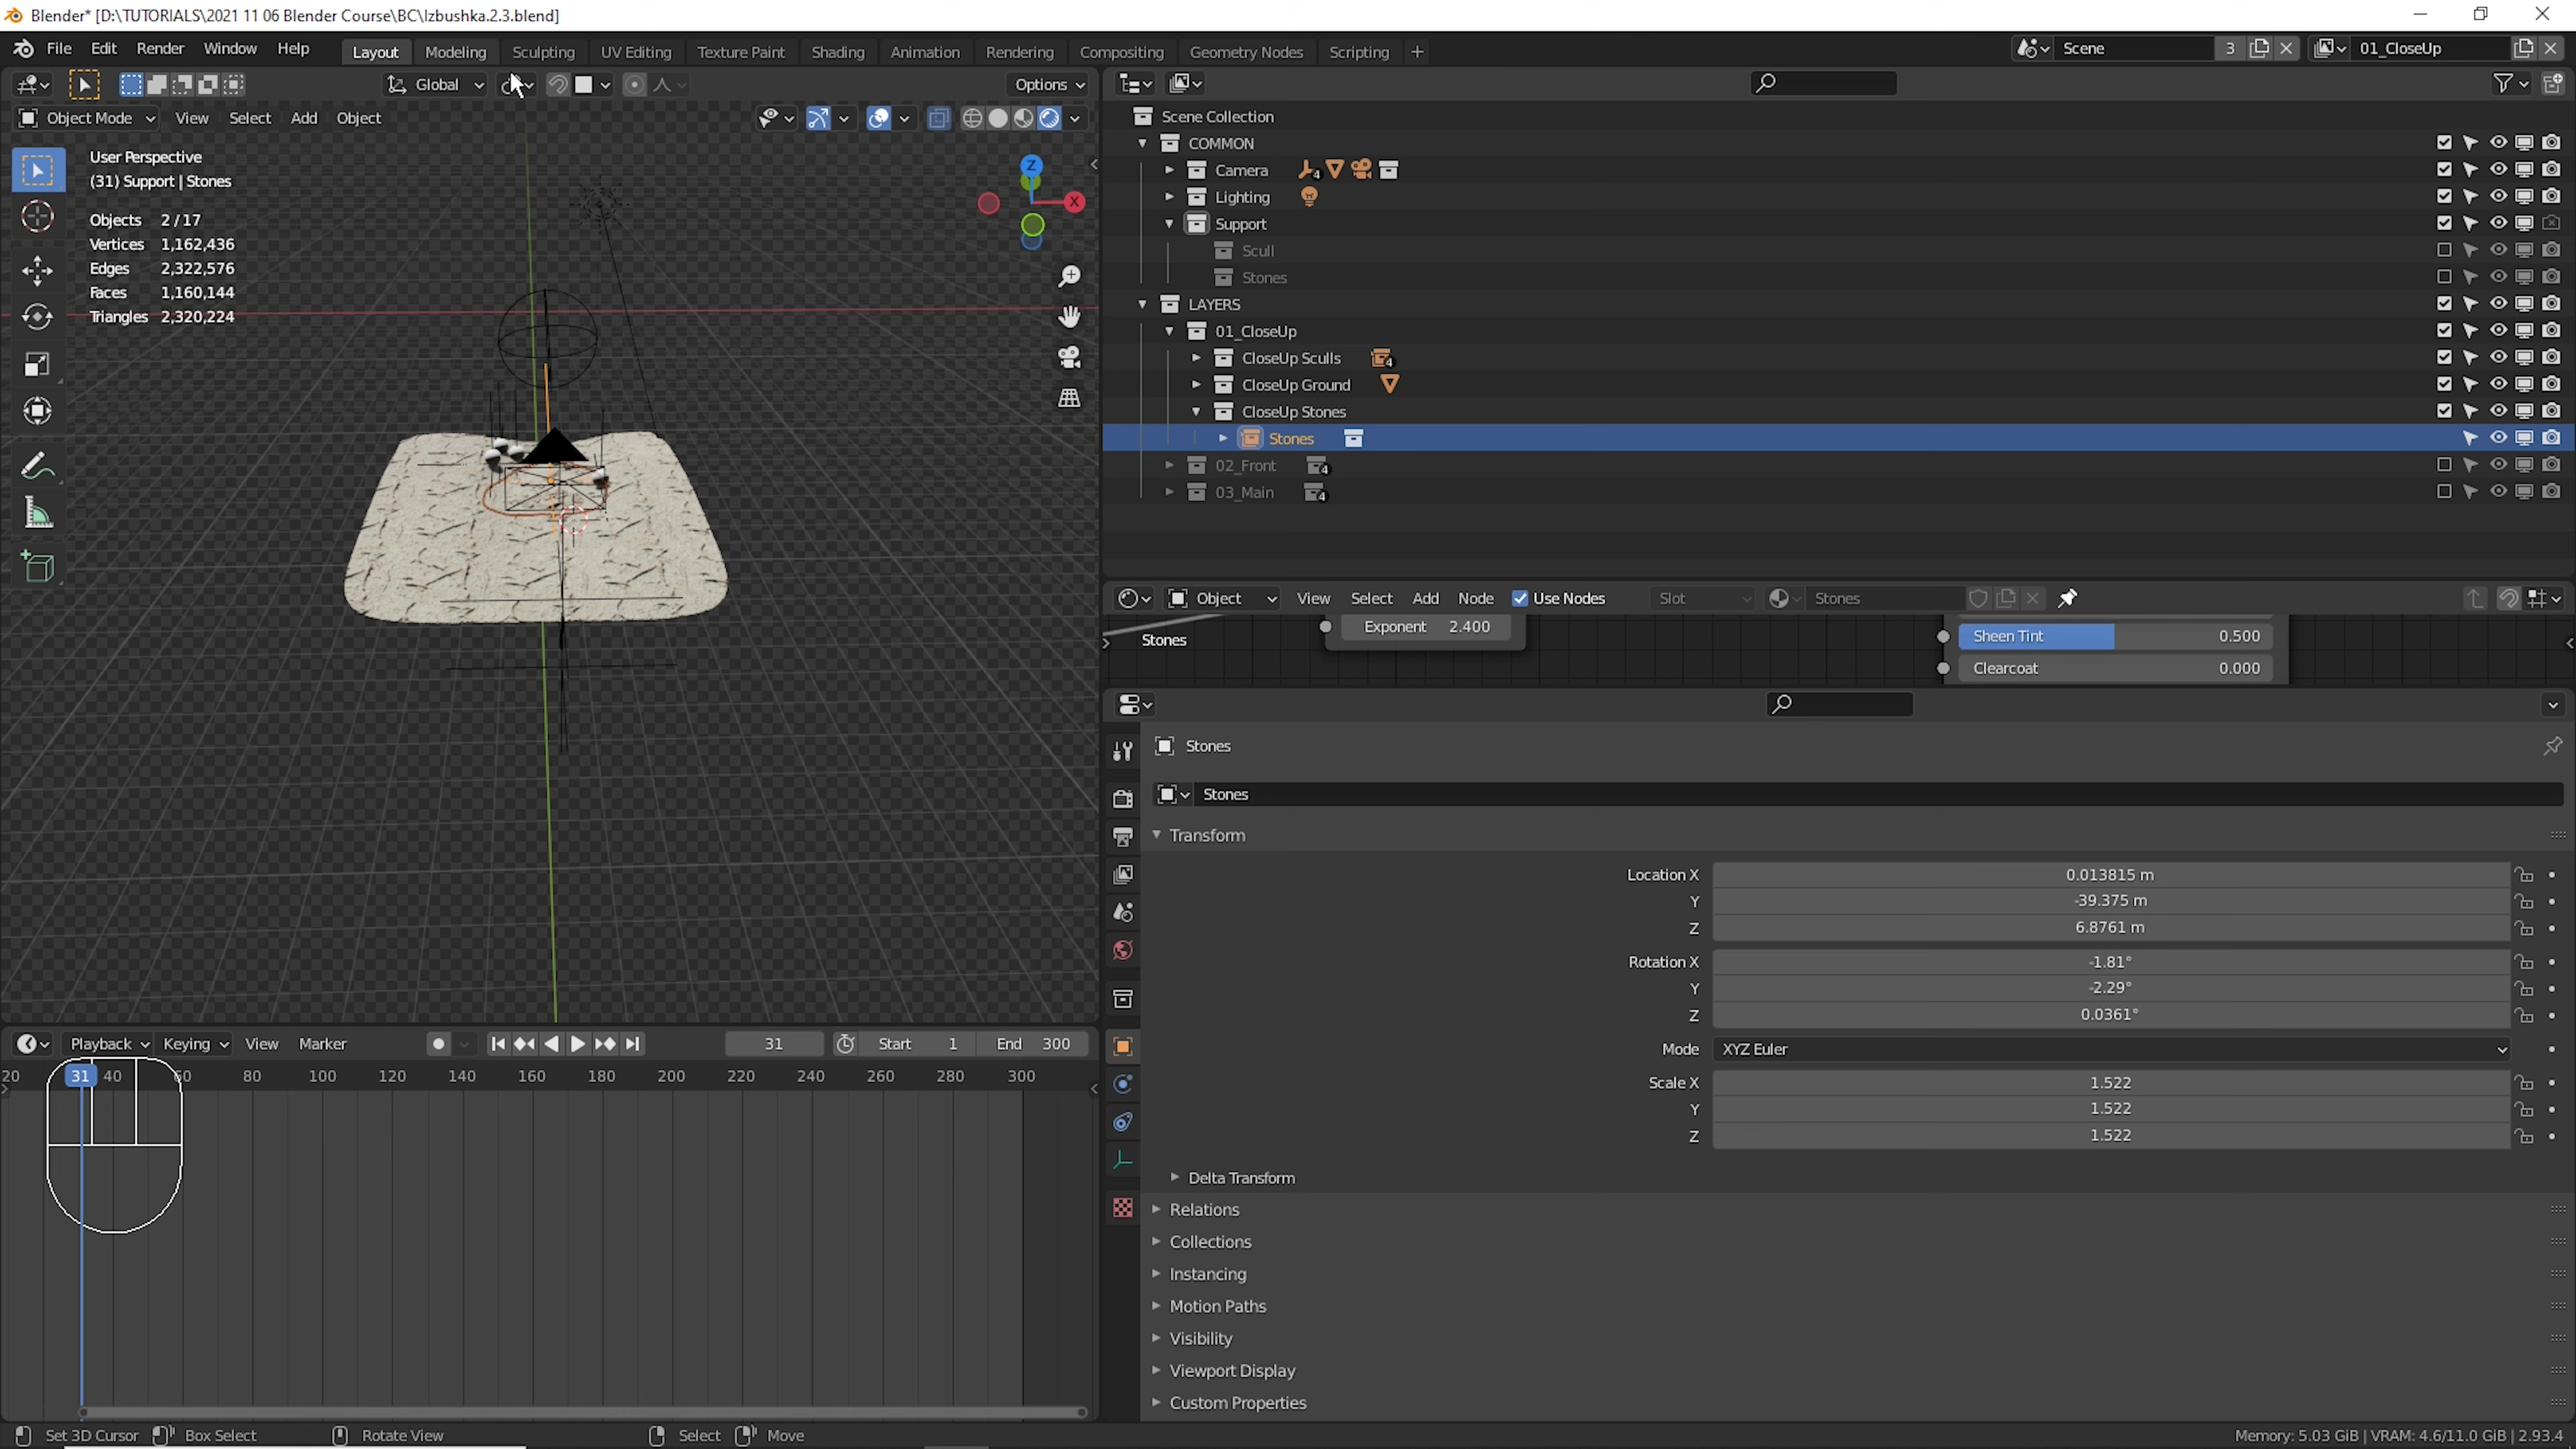 Blender* [D:\TUTORIALS\2021 11 06 Blender Course\BC\Izbushka.2.3.blend]
File Edit Render Window Help Layout Modeling Sculpting UV Editing Texture Paint Shading Animation Rendering Compositing Geometry Nodes Scripting + Scene 3 01_CloseUp
Global Options
Object Mode View Select Add Object
User Perspective
(31) Support | Stones
Objects 2 / 17
Vertices 1,162,436
Edges 2,322,576
Faces 1,160,144
Triangles 2,320,224
Z
X
Scene Collection
COMMON
Camera 4
Lighting
Support
Scull
Stones
LAYERS
01_CloseUp
CloseUp Sculls 4
CloseUp Ground
CloseUp Stones
Stones
02_Front 4
03_Main 4
Object View Select Add Node Use Nodes Slot Stones
Exponent 2.400
Stones
Sheen Tint 0.500
Clearcoat 0.000
Stones
Stones
Transform
Location X 0.013815 m
Y -39.375 m
Z 6.8761 m
Rotation X -1.81°
Y -2.29°
Z 0.0361°
Mode XYZ Euler
Scale X 1.522
Y 1.522
Z 1.522
Delta Transform
Relations
Collections
Instancing
Motion Paths
Visibility
Viewport Display
Custom Properties
Playback Keying View Marker 31 Start 1 End 300
20 31 40 60 80 100 120 140 160 180 200 220 240 260 280 300
Set 3D Cursor Box Select Rotate View Select Move Memory: 5.03 GiB | VRAM: 4.6/11.0 GiB | 2.93.4